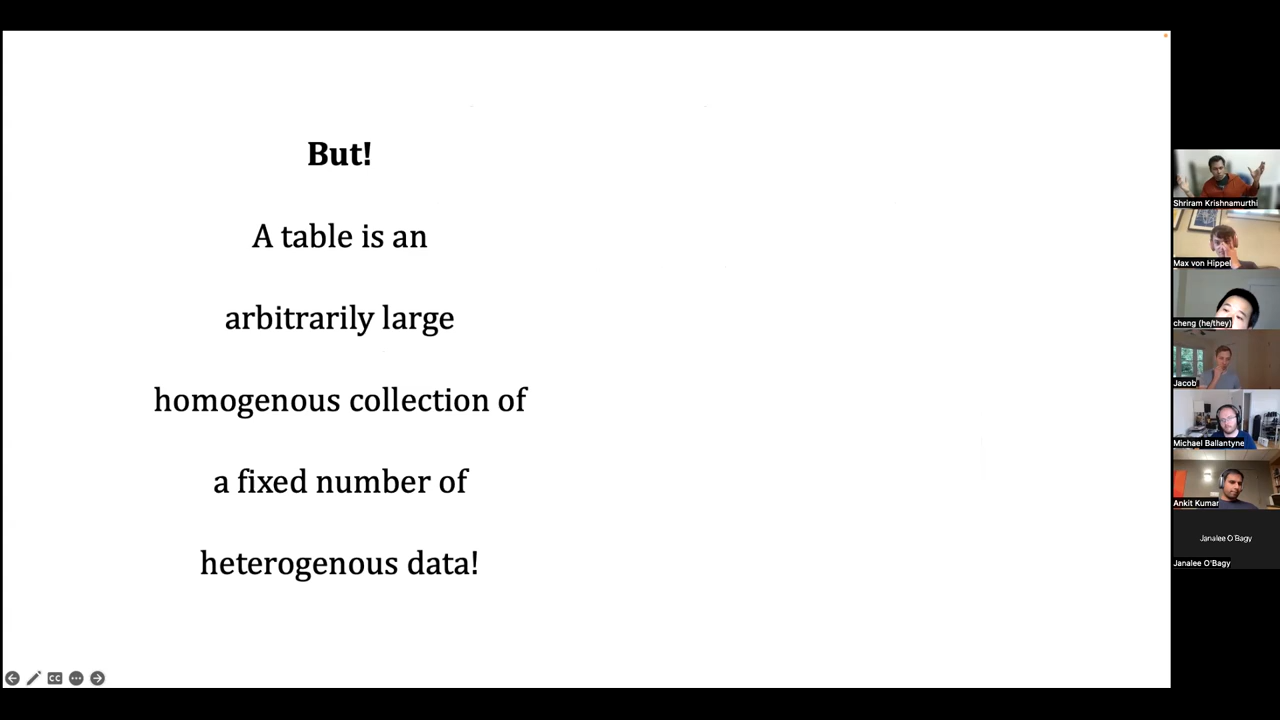 But!
A table is an
arbitrarily large
homogenous collection of
a fixed number of
heterogenous data!
Shriram Krishnamurthi
Max von Hippel
cheng (he/they)
Jacob
Michael Ballantyne
Ankit Kumar
Janalee O Bagy
Janalee O'Bagy
CC